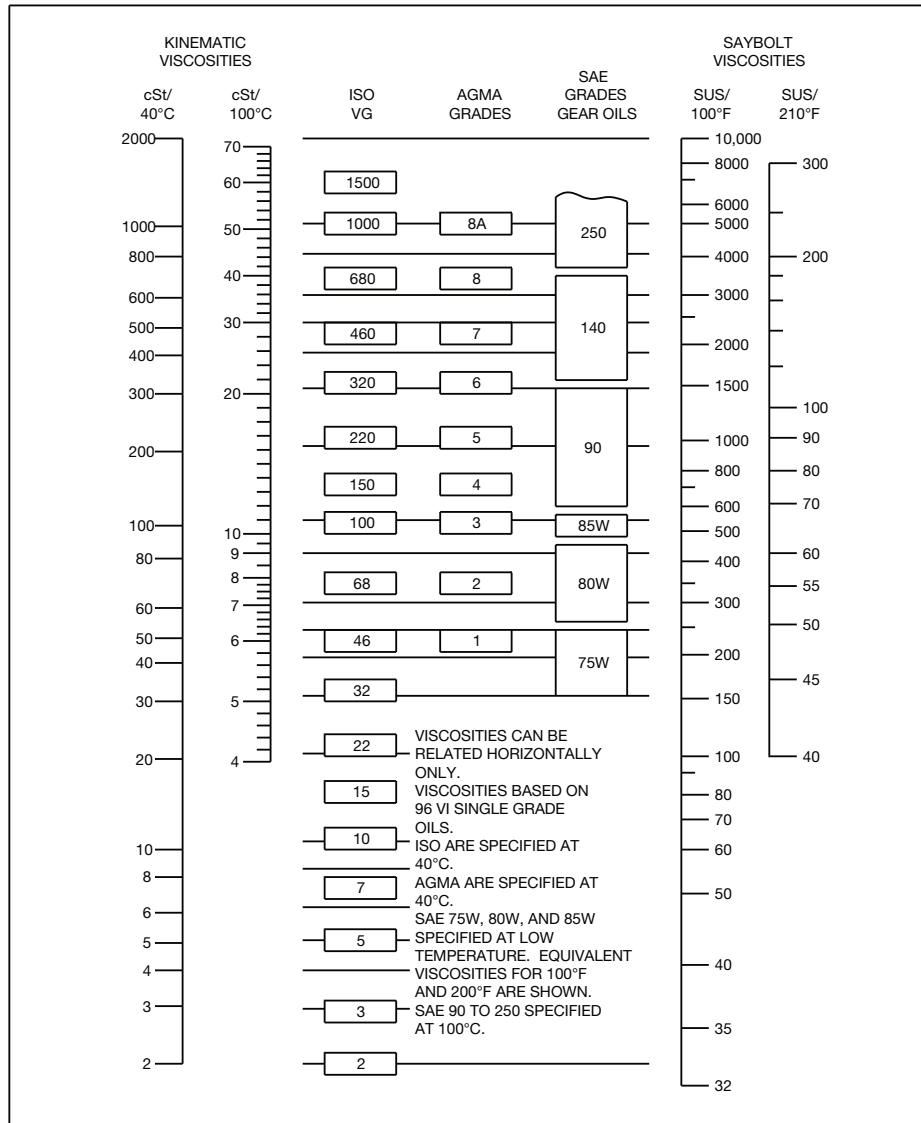 KINEMATIC
VISCOSITIES
SAYBOLT
VISCOSITIES
cSt/
40°C
cSt/
100°C
ISO
VG
AGMA
GRADES
SAE
GRADES
GEAR OILS
SUS/
100°F
SUS/
210°F
2000
1000
800
600
500
400
300
200
100
80
60
50
40
30
20
10
8
6
5
4
3
2
70
60
50
40
30
20
10
9
8
7
6
5
4
1500
1000
680
460
320
220
150
100
68
46
32
22
15
10
7
5
3
2
8A
8
7
6
5
4
3
2
1
250
140
90
85W
80W
75W
10,000
8000
6000
5000
4000
3000
2000
1500
1000
800
600
500
400
300
200
150
100
80
70
60
50
40
35
32
300
200
100
90
80
70
60
55
50
45
40
VISCOSITIES CAN BE
RELATED HORIZONTALLY
ONLY.
VISCOSITIES BASED ON
96 VI SINGLE GRADE
OILS.
ISO ARE SPECIFIED AT
40°C.
AGMA ARE SPECIFIED AT
40°C.
SAE 75W, 80W, AND 85W
SPECIFIED AT LOW
TEMPERATURE. EQUIVALENT
VISCOSITIES FOR 100°F
AND 200°F ARE SHOWN.
SAE 90 TO 250 SPECIFIED
AT 100°C.